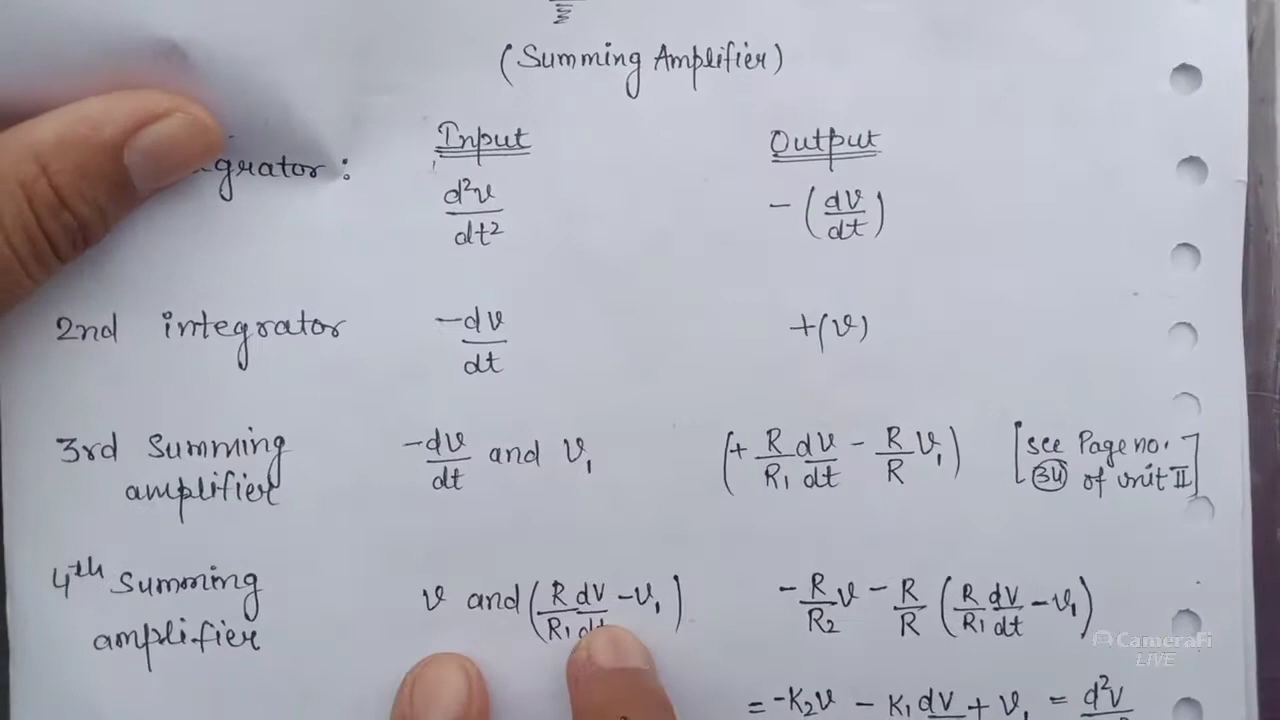 (Summing Amplifier)
Input Output
grator : d²v/dt² - (dv/dt)
2nd integrator -dv/dt +(v)
3rd Summing amplifier -dv/dt and v₁ (+ R/R₁ dv/dt - R/R v₁) [see Page no. 34 of unit II]
4th Summing amplifier v and (R/R₁ dv/dt - v₁) - R/R₂ v - R/R (R/R₁ dv/dt - v₁)
= -K₂v - K₁ dv + v₁ = d²v
CameraFi
LIVE